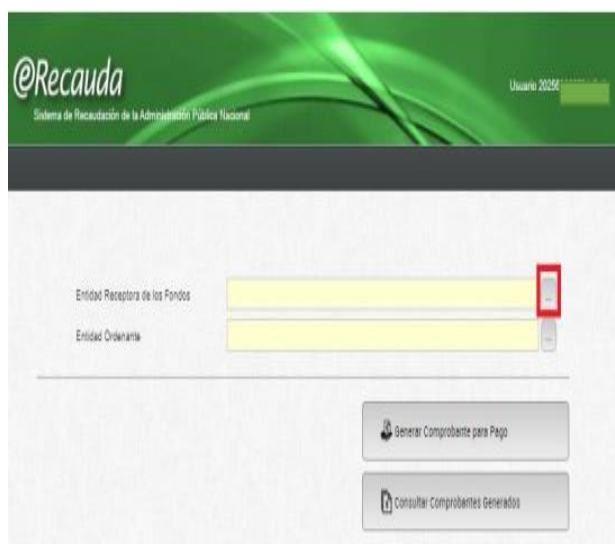 @Recauda
Sistema de Recaudación de la Administración Pública Nacional
Usuario 20256
Entidad Receptora de los Fondos
...
Entidad Ordenante
...
Generar Comprobante para Pago
Consultar Comprobantes Generados